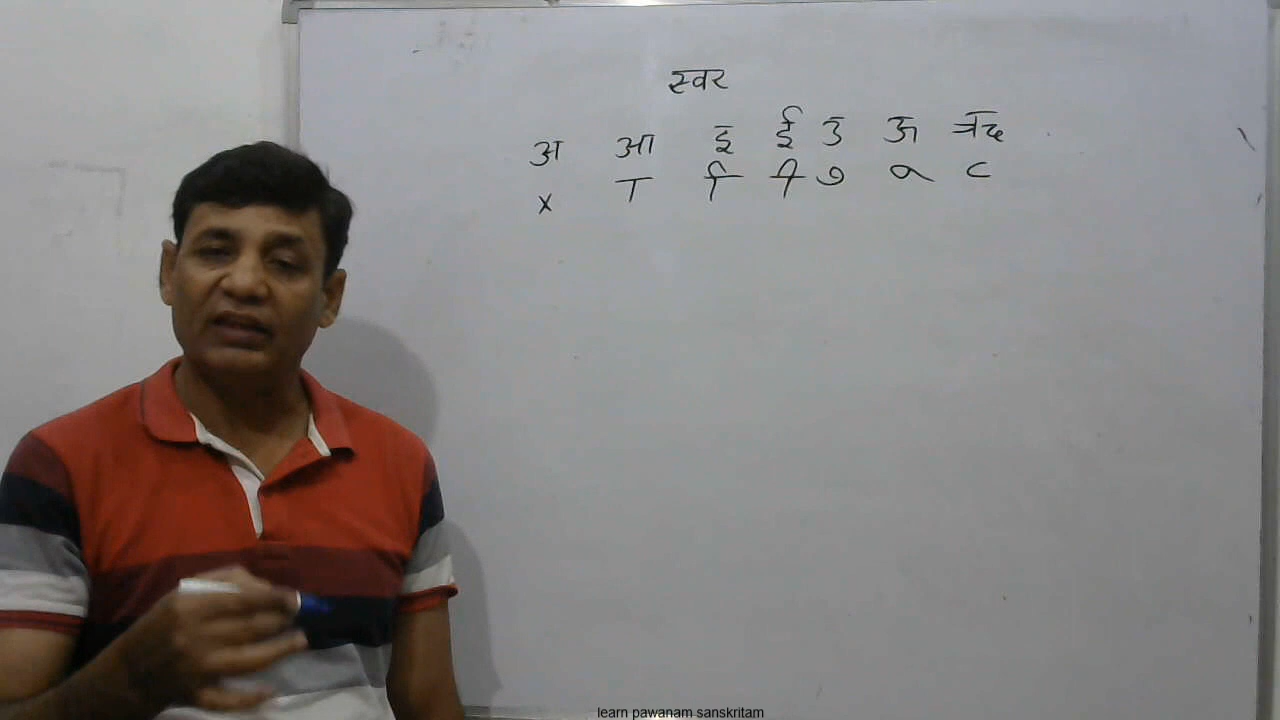 स्वर
अ आ इ ई उ ऊ ऋ
x ा ि ी ु ू ृ
learn pawanam sanskritam